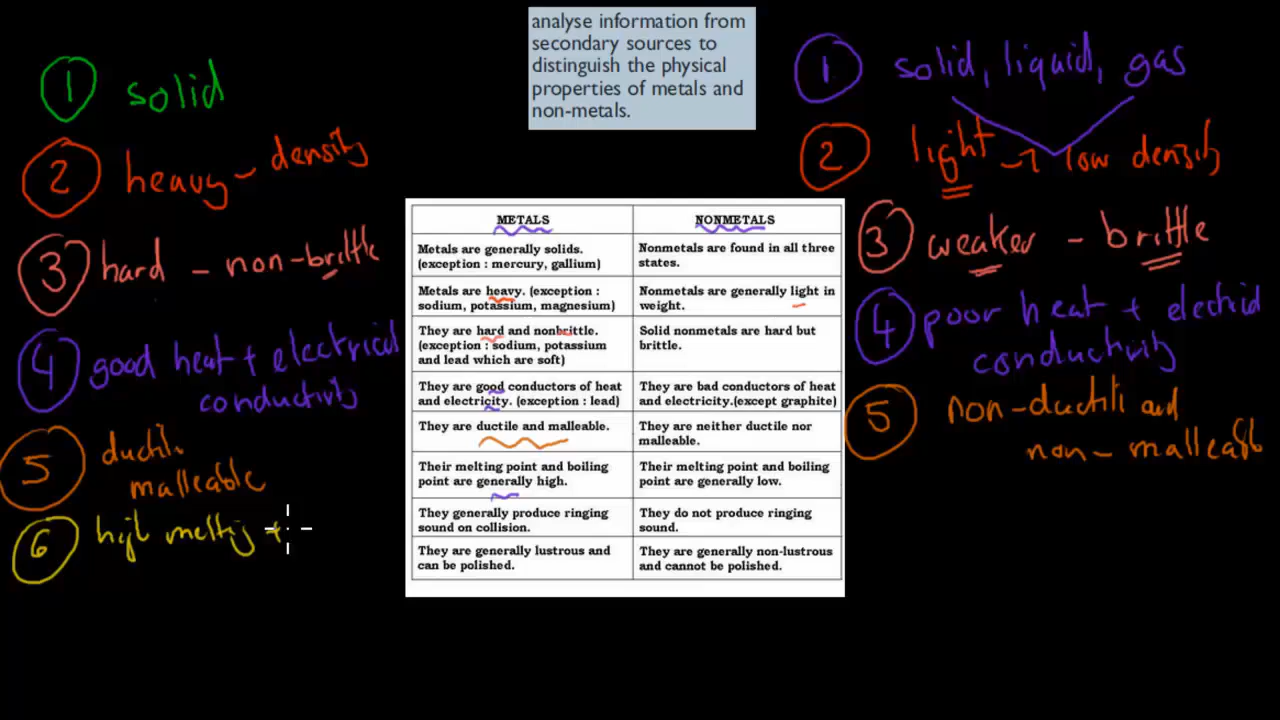 analyse information from
secondary sources to
distinguish the physical
properties of metals and
non-metals.
1 solid
2 heavy - density
3 hard - non-brittle
4 good heat + electrical
conductivity
5 ductile
malleable
6 high melting +
METALS
NONMETALS
Metals are generally solids.
(exception : mercury, gallium)
Nonmetals are found in all three
states.
Metals are heavy. (exception :
sodium, potassium, magnesium)
Nonmetals are generally light in
weight.
They are hard and nonbrittle.
(exception : sodium, potassium
and lead which are soft)
Solid nonmetals are hard but
brittle.
They are good conductors of heat
and electricity. (exception : lead)
They are bad conductors of heat
and electricity.(except graphite)
They are ductile and malleable.
They are neither ductile nor
malleable.
Their melting point and boiling
point are generally high.
Their melting point and boiling
point are generally low.
They generally produce ringing
sound on collision.
They do not produce ringing
sound.
They are generally lustrous and
can be polished.
They are generally non-lustrous
and cannot be polished.
1 solid, liquid, gas
2 light → low density
3 weaker - brittle
4 poor heat + electrical
conductivity
5 non-ductile and
non-malleable